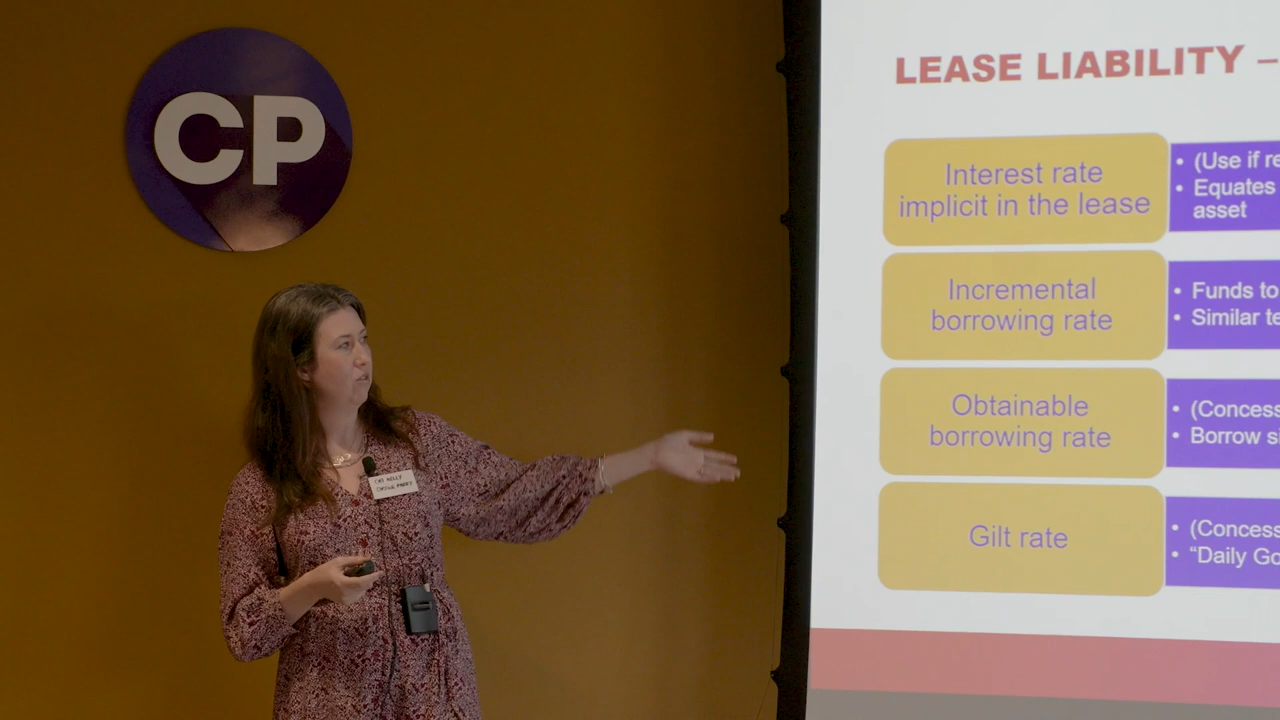 CP
LEASE LIABILITY –
Interest rate
implicit in the lease
• (Use if re
• Equates
asset
Incremental
borrowing rate
• Funds to
• Similar te
Obtainable
borrowing rate
• (Concess
• Borrow si
Gilt rate
• (Concess
• “Daily Go